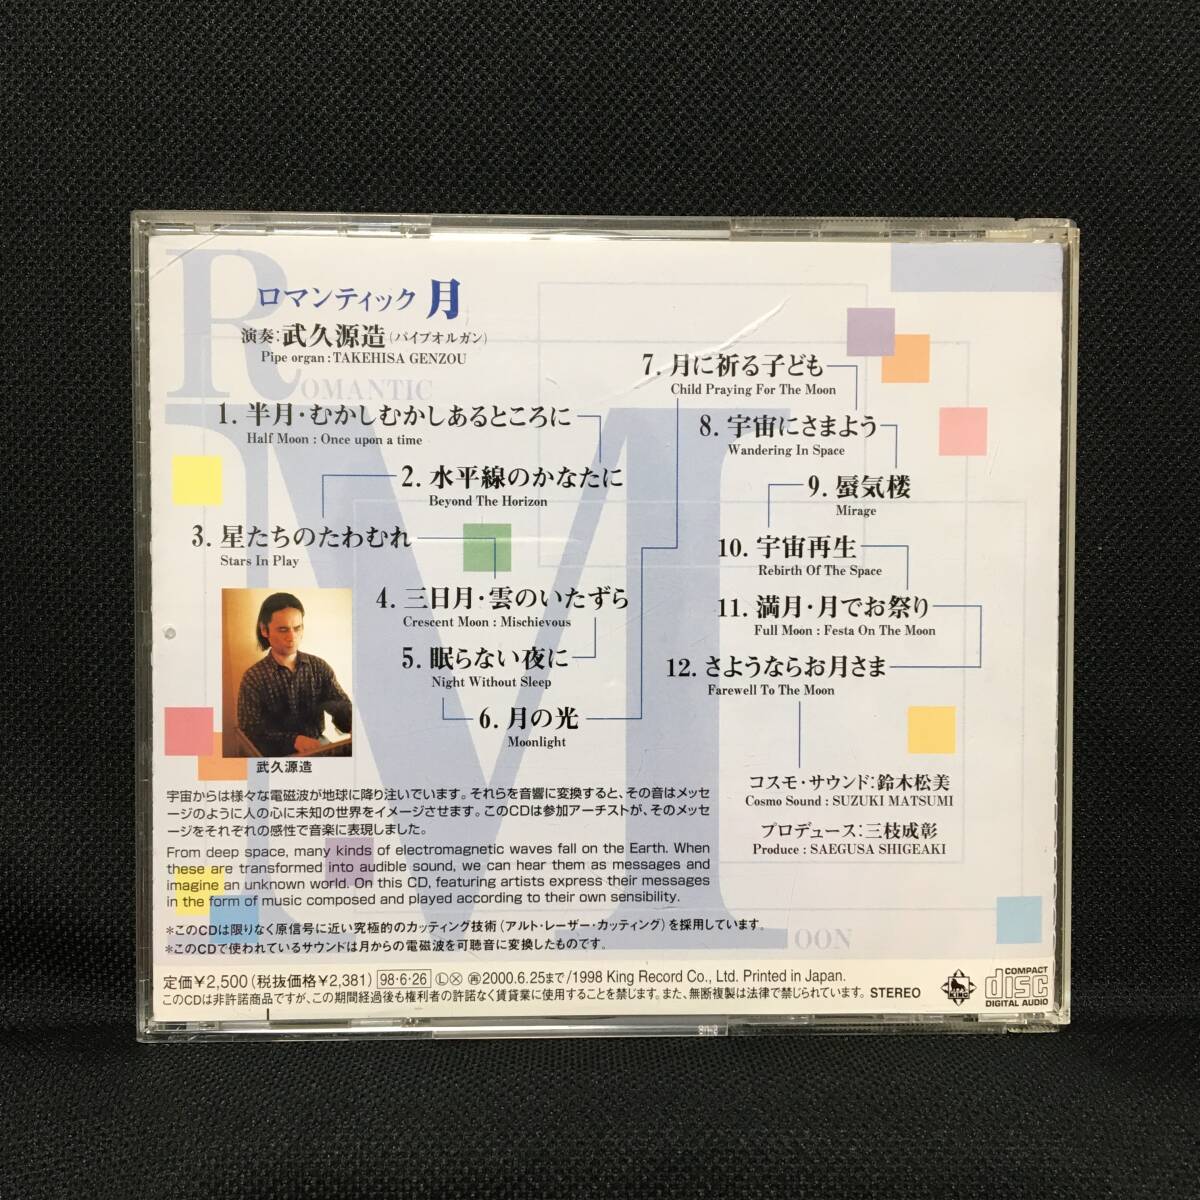 ROMANTIC
ロマンティック 月
演奏:武久源造(パイプオルガン)
Pipe organ : TAKEHISA GENZOU
1. 半月・むかしむかしあるところに
Half Moon : Once upon a time
2. 水平線のかなたに
Beyond The Horizon
3. 星たちのたわむれ
Stars In Play
4. 三日月・雲のいたずら
Crescent Moon : Mischievous
5. 眠らない夜に
Night Without Sleep
6. 月の光
Moonlight
7. 月に祈る子ども
Child Praying For The Moon
8. 宇宙にさまよう
Wandering In Space
9. 蜃気楼
Mirage
10. 宇宙再生
Rebirth Of The Space
11. 満月・月でお祭り
Full Moon : Festa On The Moon
12. さようならお月さま
Farewell To The Moon
武久源造
コスモ・サウンド:鈴木松美
Cosmo Sound : SUZUKI MATSUMI
プロデュース:三枝成彰
Produce : SAEGUSA SHIGEAKI
宇宙からは様々な電磁波が地球に降り注いでいます。それらを音響に変換すると、その音はメッセ
ージのように人の心に未知の世界をイメージさせます。このCDは参加アーチストが、そのメッセ
ージをそれぞれの感性で音楽に表現しました。
From deep space, many kinds of electromagnetic waves fall on the Earth. When
these are transformed into audible sound, we can hear them as messages and
imagine an unknown world. On this CD, featuring artists express their messages
in the form of music composed and played according to their own sensibility.
*このCDは限りなく原信号に近い究極的のカッティング技術(アルト・レーザー・カッティング)を採用しています。
*このCDで使われているサウンドは月からの電磁波を可聴音に変換したものです。
MOON
定価¥2,500(税抜価格¥2,381) 98・6・26 Ⓛ Ⓧ ㊮2000.6.25まで/1998 King Record Co., Ltd. Printed in Japan.
このCDは非許諾商品ですが、この期間経過後も権利者の許諾なく賃貸業に使用することを禁じます。また、無断複製は法律で禁じられています。 STEREO
KING
COMPACT
disc
DIGITAL AUDIO